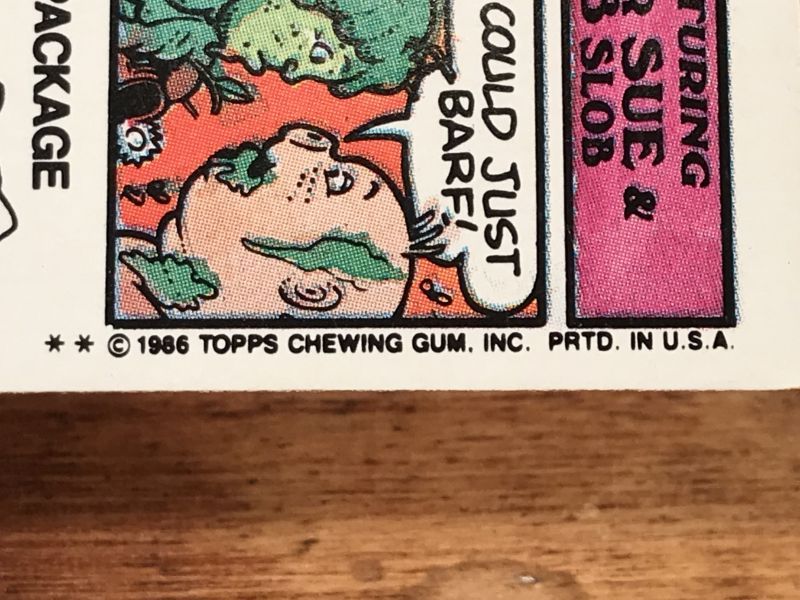 PACKAGE
COULD JUST
BARF!
TURING
R SUE &
B SLOB
** © 1986 TOPPS CHEWING GUM, INC. PRTD. IN U.S.A.